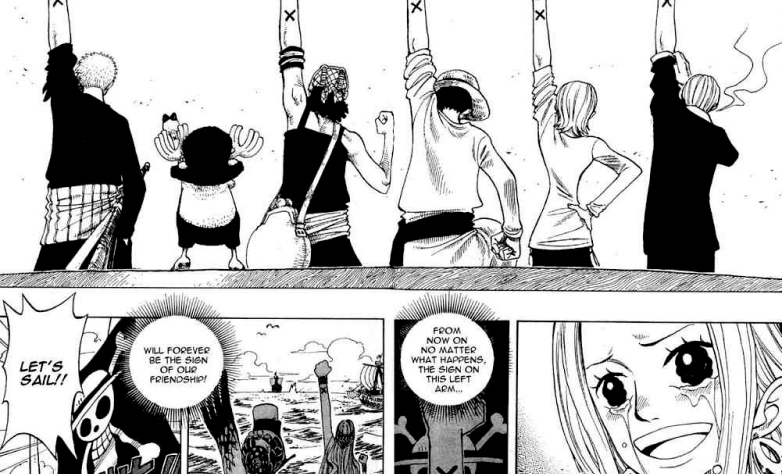 FROM
NOW ON
NO MATTER
WHAT HAPPENS,
THE SIGN ON
THIS LEFT
ARM...
WILL FOREVER
BE THE SIGN
OF OUR
FRIENDSHIP!
LET'S
SAIL!!